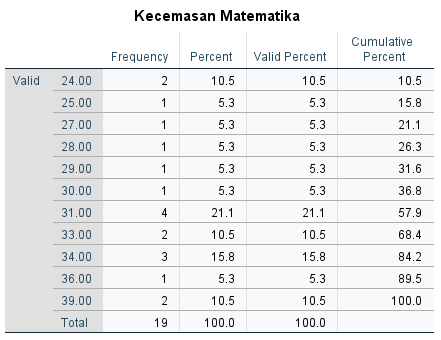 Kecemasan Matematika
Frequency Percent Valid Percent Cumulative Percent
Valid 24.00 2 10.5 10.5 10.5
25.00 1 5.3 5.3 15.8
27.00 1 5.3 5.3 21.1
28.00 1 5.3 5.3 26.3
29.00 1 5.3 5.3 31.6
30.00 1 5.3 5.3 36.8
31.00 4 21.1 21.1 57.9
33.00 2 10.5 10.5 68.4
34.00 3 15.8 15.8 84.2
36.00 1 5.3 5.3 89.5
39.00 2 10.5 10.5 100.0
Total 19 100.0 100.0